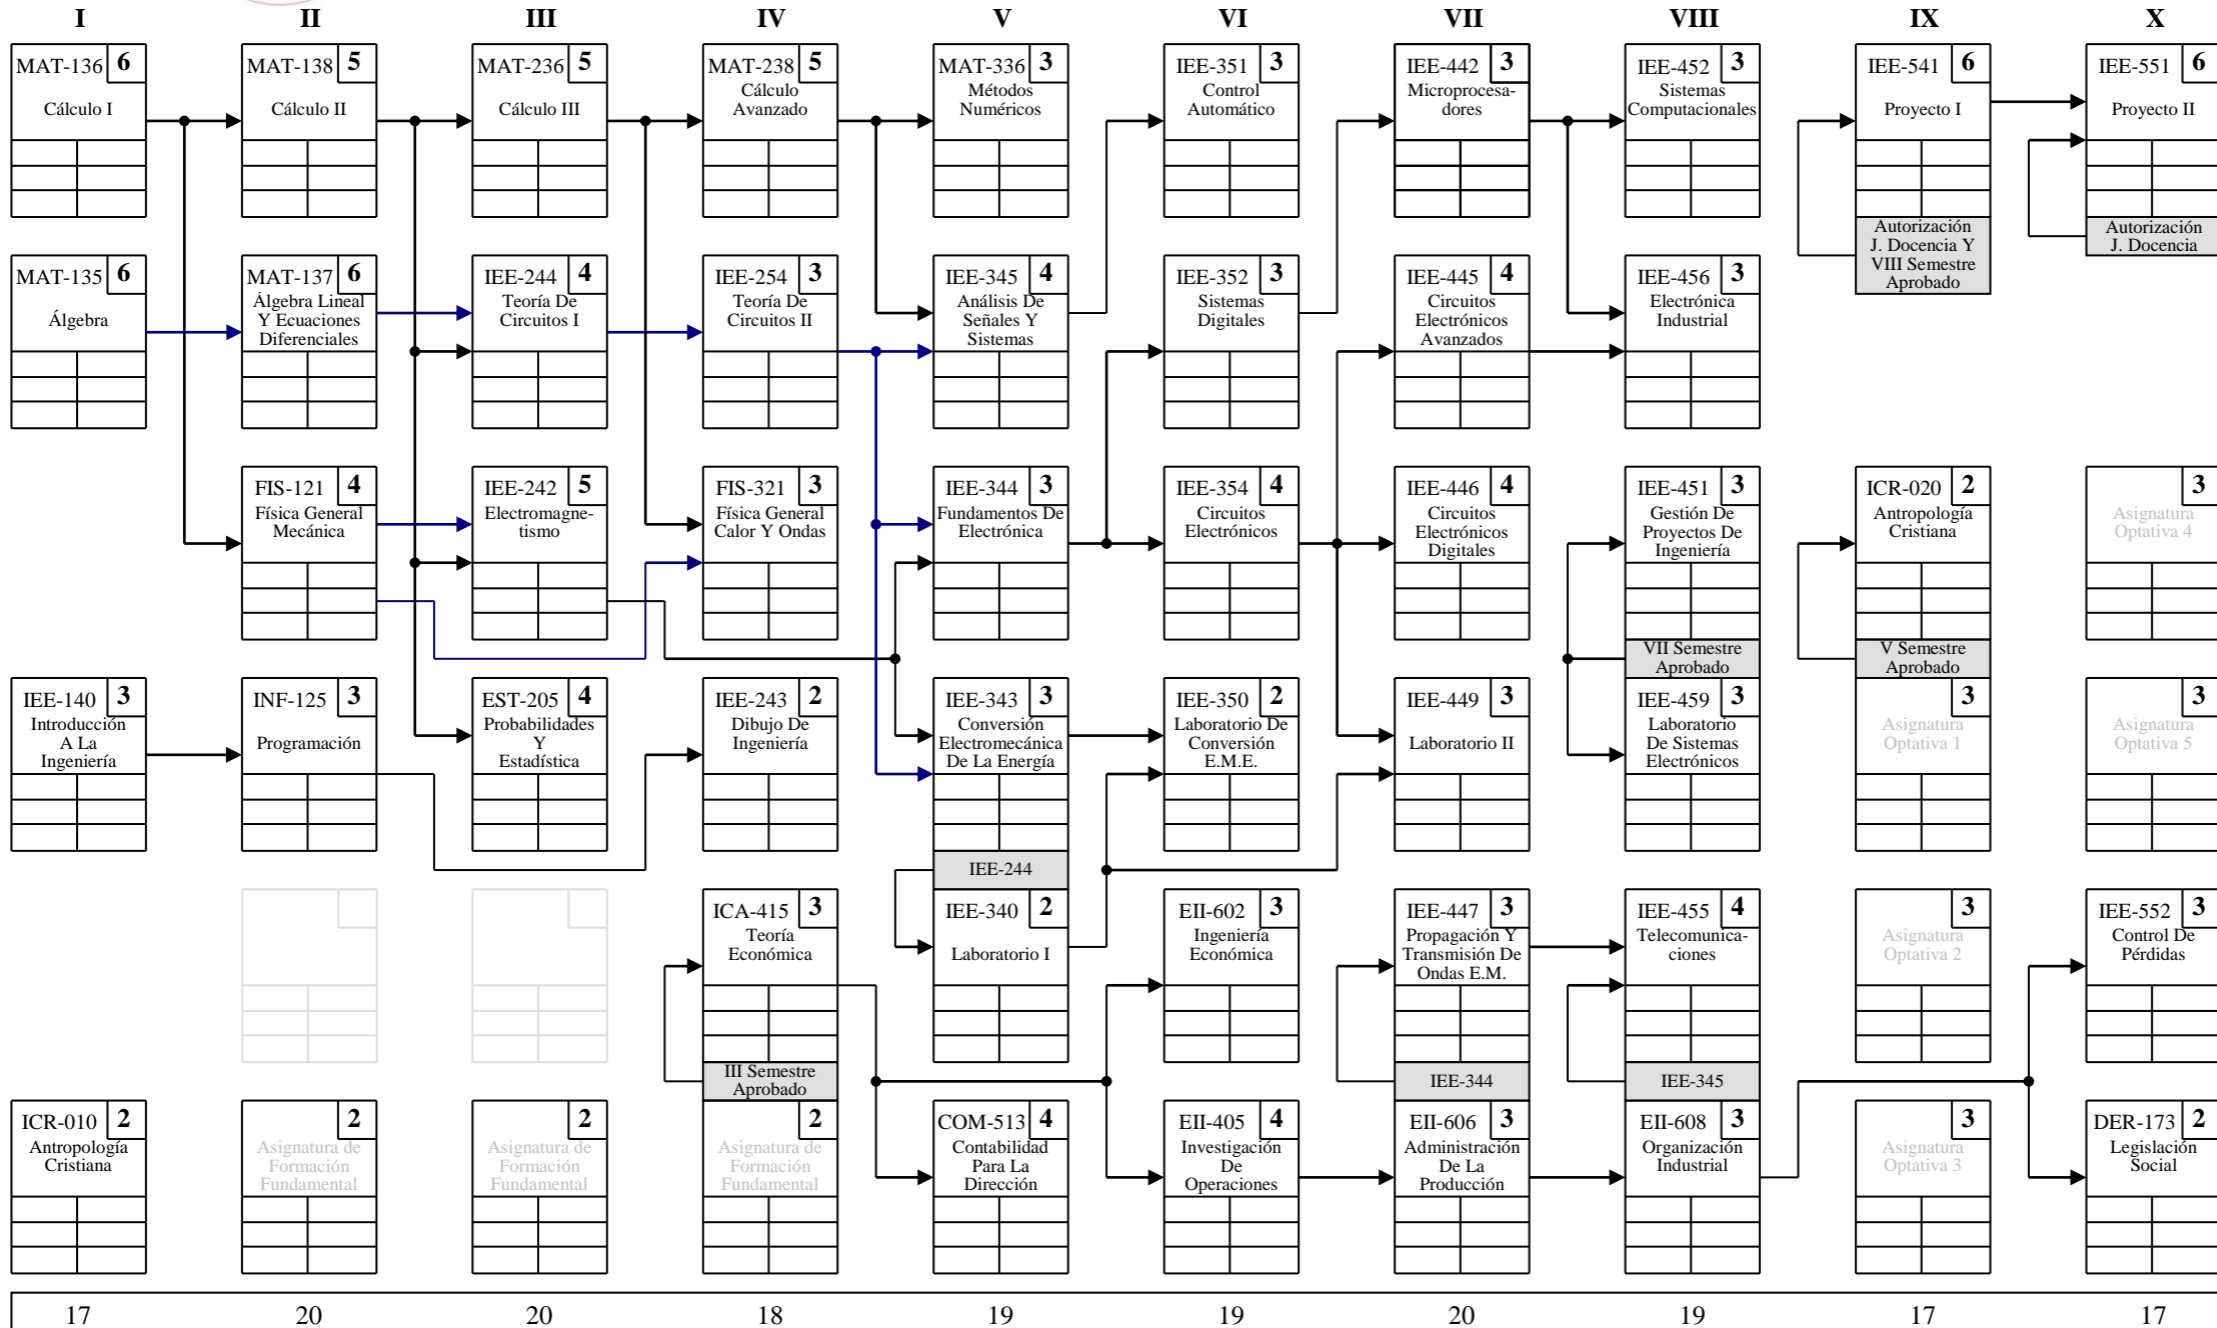 I II III IV V VI VII VIII IX X
MAT-136 6
Cálculo I
MAT-138 5
Cálculo II
MAT-236 5
Cálculo III
MAT-238 5
Cálculo
Avanzado
MAT-336 3
Métodos
Numéricos
IEE-351 3
Control
Automático
IEE-442 3
Microprocesa-
dores
IEE-452 3
Sistemas
Computacionales
IEE-541 6
Proyecto I
Autorización
J. Docencia Y
VIII Semestre
Aprobado
IEE-551 6
Proyecto II
Autorización
J. Docencia
MAT-135 6
Álgebra
MAT-137 6
Álgebra Lineal
Y Ecuaciones
Diferenciales
IEE-244 4
Teoría De
Circuitos I
IEE-254 3
Teoría De
Circuitos II
IEE-345 4
Análisis De
Señales Y
Sistemas
IEE-352 3
Sistemas
Digitales
IEE-445 4
Circuitos
Electrónicos
Avanzados
IEE-456 3
Electrónica
Industrial
FIS-121 4
Física General
Mecánica
IEE-242 5
Electromagne-
tismo
FIS-321 3
Física General
Calor Y Ondas
IEE-344 3
Fundamentos De
Electrónica
IEE-354 4
Circuitos
Electrónicos
IEE-446 4
Circuitos
Electrónicos
Digitales
IEE-451 3
Gestión De
Proyectos De
Ingeniería
VII Semestre
Aprobado
ICR-020 2
Antropología
Cristiana
V Semestre
Aprobado
3
Asignatura
Optativa 4
IEE-140 3
Introducción
A La
Ingeniería
INF-125 3
Programación
EST-205 4
Probabilidades
Y
Estadística
IEE-243 2
Dibujo De
Ingeniería
IEE-343 3
Conversión
Electromecánica
De La Energía
IEE-244
IEE-350 2
Laboratorio De
Conversión
E.M.E.
IEE-449 3
Laboratorio II
IEE-459 3
Laboratorio
De Sistemas
Electrónicos
3
Asignatura
Optativa 1
3
Asignatura
Optativa 5
ICA-415 3
Teoría
Económica
III Semestre
Aprobado
IEE-340 2
Laboratorio I
EII-602 3
Ingeniería
Económica
IEE-447 3
Propagación Y
Transmisión De
Ondas E.M.
IEE-344
IEE-455 4
Telecomunica-
ciones
IEE-345
3
Asignatura
Optativa 2
IEE-552 3
Control De
Pérdidas
ICR-010 2
Antropología
Cristiana
2
Asignatura de
Formación
Fundamental
2
Asignatura de
Formación
Fundamental
2
Asignatura de
Formación
Fundamental
COM-513 4
Contabilidad
Para La
Dirección
EII-405 4
Investigación
De
Operaciones
EII-606 3
Administración
De La
Producción
EII-608 3
Organización
Industrial
3
Asignatura
Optativa 3
DER-173 2
Legislación
Social
17 20 20 18 19 19 20 19 17 17